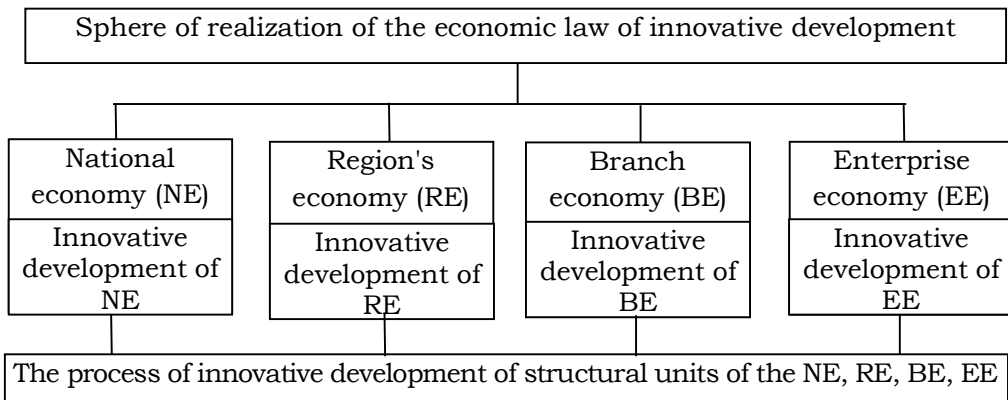 Sphere of realization of the economic law of innovative development
National
economy (NE)
Innovative
development of
NE
Region's
economy (RE)
Innovative
development of
RE
Branch
economy (BE)
Innovative
development of
BE
Enterprise
economy (EE)
Innovative
development of
EE
The process of innovative development of structural units of the NE, RE, BE, EE